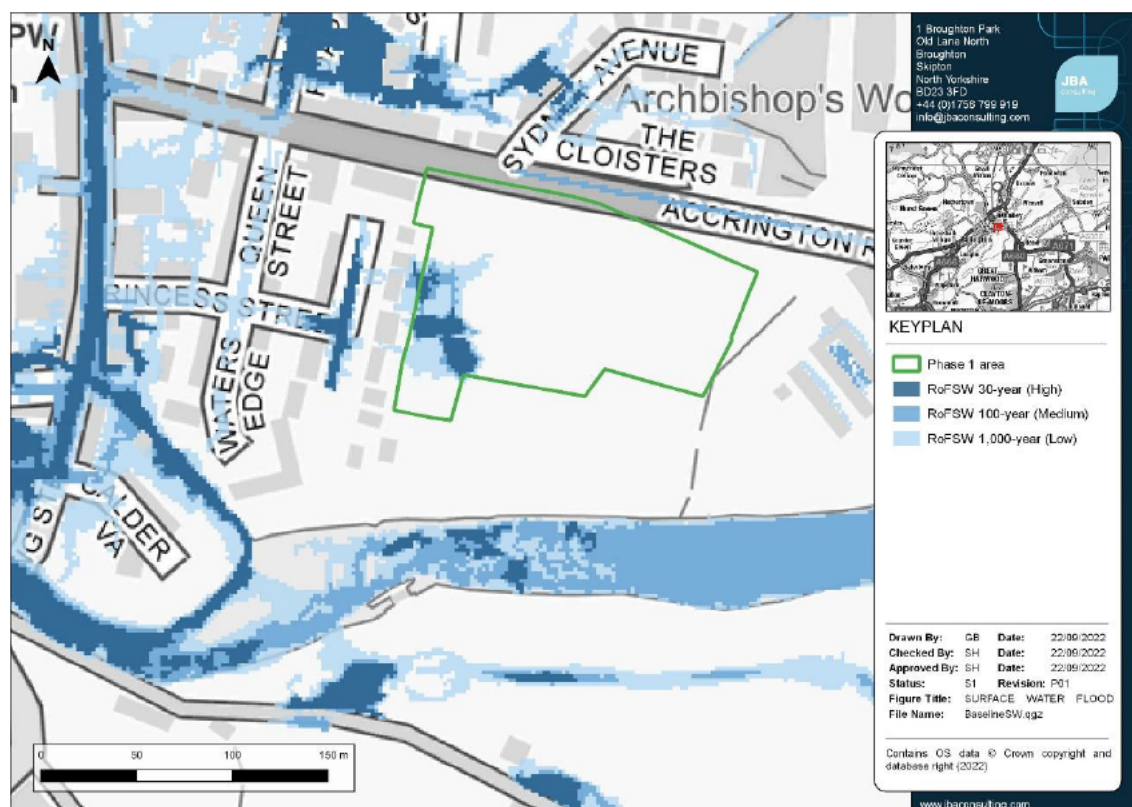 PW
N
AVENUE
SYDNEY
Archbishop's Wo
THE
CLOISTERS
ACCRINGTON R
QUEEN
STREET
RINCESS STRE
WATERS
EDGE
G S
CALDER
VA
0 50 100 150 m
1 Broughton Park
Old Lane North
Broughton
Skipton
North Yorkshire
BD23 3FD
+44 (0)1756 799 919
info@jbaconsulting.com
JBA
consulting
KEYPLAN
Phase 1 area
RoFSW 30-year (High)
RoFSW 100-year (Medium)
RoFSW 1,000-year (Low)
Drawn By: GB Date: 22/09/2022
Checked By: SH Date: 22/09/2022
Approved By: SH Date: 22/09/2022
Status: S1 Revision: P01
Figure Title: SURFACE WATER FLOOD
File Name: BaselineSW.qgz
Contains OS data © Crown copyright and
database right (2022)
www.jbaconsulting.com